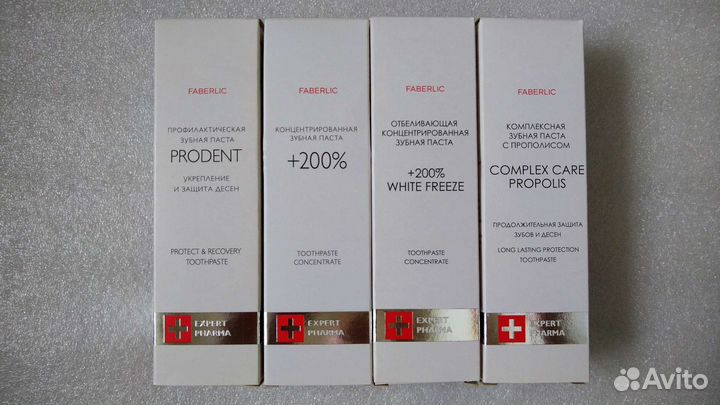 FABERLIC
ПРОФИЛАКТИЧЕСКАЯ
ЗУБНАЯ ПАСТА
PRODENT
УКРЕПЛЕНИЕ
И ЗАЩИТА ДЕСЕН
PROTECT & RECOVERY
TOOTHPASTE
EXPERT
PHARMA
FABERLIC
КОНЦЕНТРИРОВАННАЯ
ЗУБНАЯ ПАСТА
+200%
TOOTHPASTE
CONCENTRATE
EXPERT
PHARMA
FABERLIC
ОТБЕЛИВАЮЩАЯ
КОНЦЕНТРИРОВАННАЯ
ЗУБНАЯ ПАСТА
+200%
WHITE FREEZE
TOOTHPASTE
CONCENTRATE
EXPERT
PHARMA
FABERLIC
КОМПЛЕКСНАЯ
ЗУБНАЯ ПАСТА
С ПРОПОЛИСОМ
COMPLEX CARE
PROPOLIS
ПРОДОЛЖИТЕЛЬНАЯ ЗАЩИТА
ЗУБОВ И ДЕСЕН
LONG LASTING PROTECTION
TOOTHPASTE
EXPERT
PHARMA
Avito